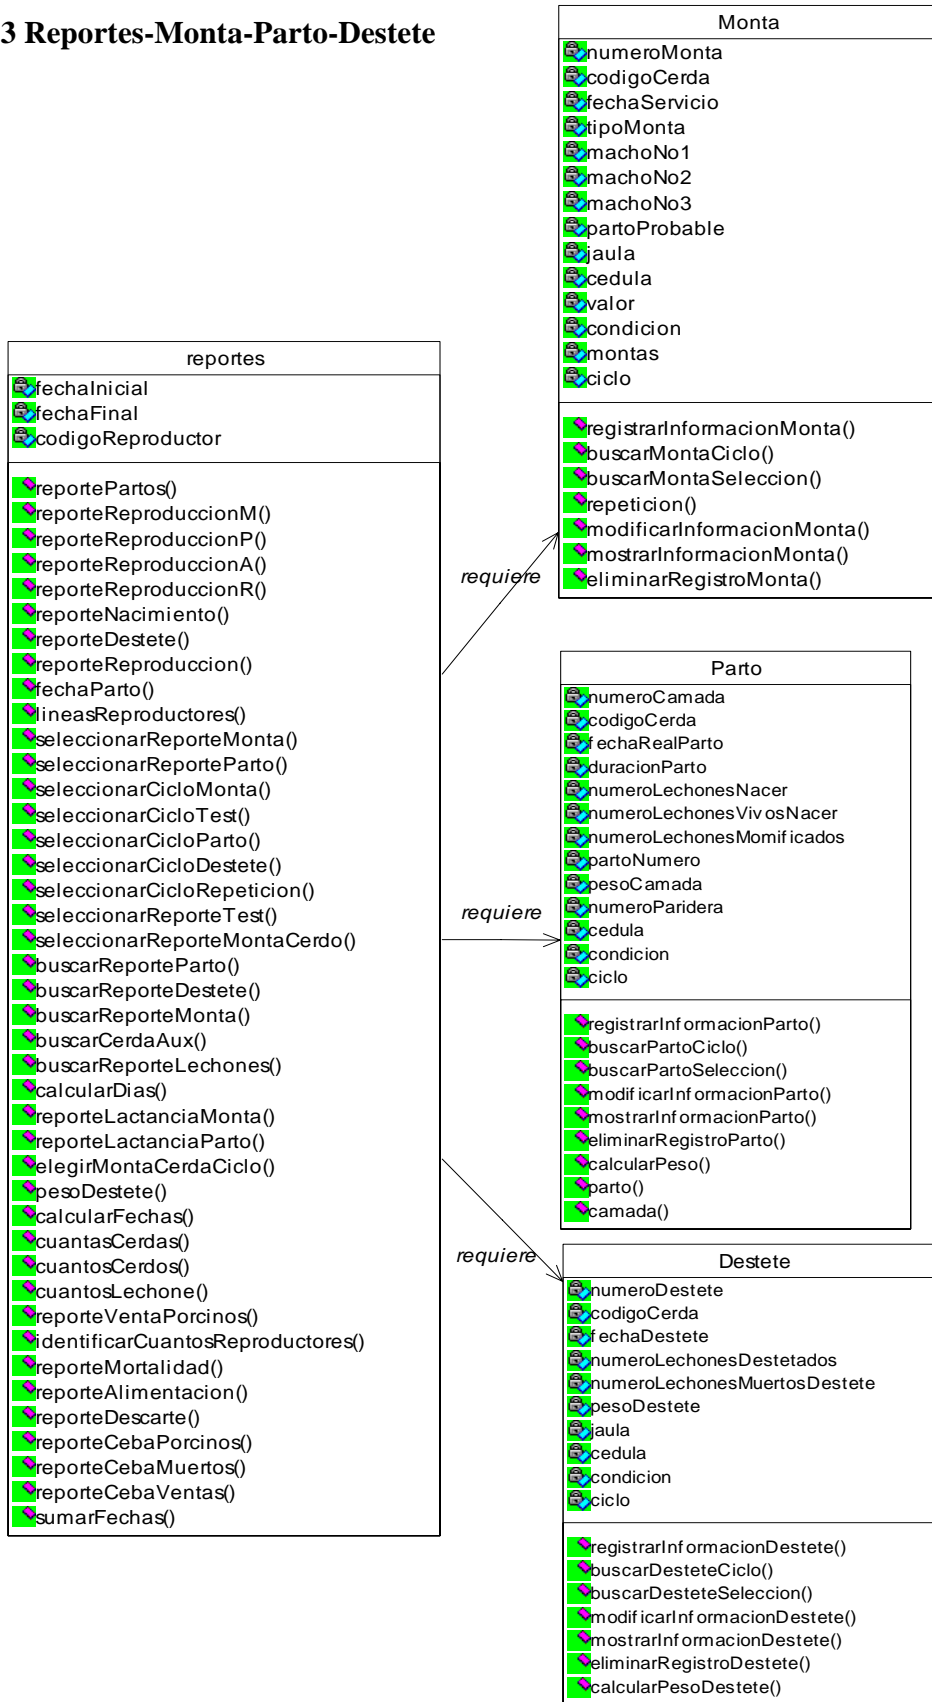 3 Reportes-Monta-Parto-Destete
Monta
numeroMonta
codigoCerda
fechaServicio
tipoMonta
machoNo1
machoNo2
machoNo3
partoProbable
jaula
cedula
valor
condicion
montas
ciclo
registrarInformacionMonta()
buscarMontaCiclo()
buscarMontaSeleccion()
repeticion()
modificarInformacionMonta()
mostrarInformacionMonta()
eliminarRegistroMonta()
reportes
fechaInicial
fechaFinal
codigoReproductor
reportePartos()
reporteReproduccionM()
reporteReproduccionP()
reporteReproduccionA()
reporteReproduccionR()
reporteNacimiento()
reporteDestete()
reporteReproduccion()
fechaParto()
lineasReproductores()
seleccionarReporteMonta()
seleccionarReporteParto()
seleccionarCicloMonta()
seleccionarCicloTest()
seleccionarCicloParto()
seleccionarCicloDestete()
seleccionarCicloRepeticion()
seleccionarReporteTest()
seleccionarReporteMontaCerdo()
buscarReporteParto()
buscarReporteDestete()
buscarReporteMonta()
buscarCerdaAux()
buscarReporteLechones()
calcularDias()
reporteLactanciaMonta()
reporteLactanciaParto()
elegirMontaCerdaCiclo()
pesoDestete()
calcularFechas()
cuantasCerdas()
cuantosCerdos()
cuantosLechone()
reporteVentaPorcinos()
identificarCuantosReproductores()
reporteMortalidad()
reporteAlimentacion()
reporteDescarte()
reporteCebaPorcinos()
reporteCebaMuertos()
reporteCebaVentas()
sumarFechas()
requiere
requiere
requiere
Parto
numeroCamada
codigoCerda
fechaRealParto
duracionParto
numeroLechonesNacer
numeroLechonesVivosNacer
numeroLechonesMomificados
partoNumero
pesoCamada
numeroParidera
cedula
condicion
ciclo
registrarInformacionParto()
buscarPartoCiclo()
buscarPartoSeleccion()
modificarInformacionParto()
mostrarInformacionParto()
eliminarRegistroParto()
calcularPeso()
parto()
camada()
Destete
numeroDestete
codigoCerda
fechaDestete
numeroLechonesDestetados
numeroLechonesMuertosDestete
pesoDestete
jaula
cedula
condicion
ciclo
registrarInformacionDestete()
buscarDesteteCiclo()
buscarDesteteSeleccion()
modificarInformacionDestete()
mostrarInformacionDestete()
eliminarRegistroDestete()
calcularPesoDestete()